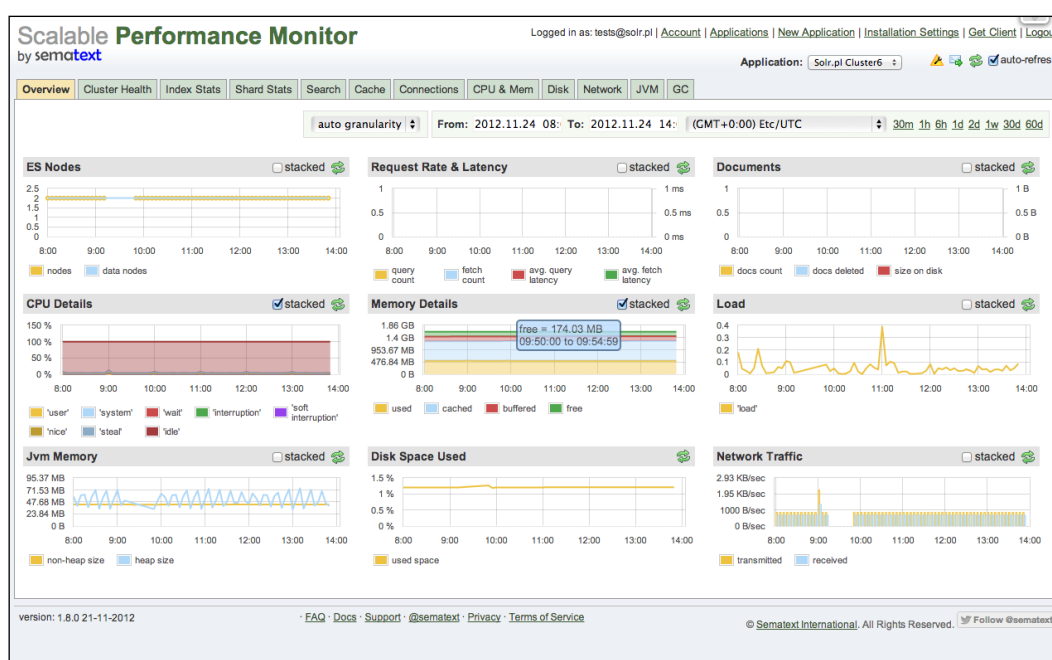 Scalable Performance Monitor
by sematext
Logged in as: tests@solr.pl | Account | Applications | New Application | Installation Settings | Get Client | Logou
Application: Solr.pl Cluster6 auto-refres
Overview Cluster Health Index Stats Shard Stats Search Cache Connections CPU & Mem Disk Network JVM GC
auto granularity From: 2012.11.24 08: To: 2012.11.24 14: (GMT+0:00) Etc/UTC 30m 1h 6h 1d 2d 1w 30d 60d
ES Nodes stacked
2.5
2
1.5
1
0.5
0
8:00 9:00 10:00 11:00 12:00 13:00 14:00
nodes data nodes
Request Rate & Latency stacked
1 1 ms
0.5 0.5 ms
0 0 ms
8:00 9:00 10:00 11:00 12:00 13:00 14:00
query count fetch count avg. query latency avg. fetch latency
Documents stacked
1 1 B
0.5 0.5 B
0 0 B
8:00 9:00 10:00 11:00 12:00 13:00 14:00
docs count docs deleted size on disk
CPU Details stacked
150 %
100 %
50 %
0 %
8:00 9:00 10:00 11:00 12:00 13:00 14:00
'user' 'system' 'wait' 'interruption' 'soft interruption'
'nice' 'steal' 'idle'
Memory Details stacked
1.86 GB
1.4 GB
953.67 MB
476.84 MB
0 B
free = 174.03 MB
09:50:00 to 09:54:59
8:00 9:00 10:00 11:00 12:00 13:00 14:00
used cached buffered free
Load stacked
0.4
0.3
0.2
0.1
0
8:00 9:00 10:00 11:00 12:00 13:00 14:00
'load'
Jvm Memory stacked
95.37 MB
71.53 MB
47.68 MB
23.84 MB
0 B
8:00 9:00 10:00 11:00 12:00 13:00 14:00
non-heap size heap size
Disk Space Used
1.5 %
1 %
0.5 %
0 %
8:00 9:00 10:00 11:00 12:00 13:00 14:00
used space
Network Traffic stacked
2.93 KB/sec
1.95 KB/sec
1000 B/sec
0 B/sec
8:00 9:00 10:00 11:00 12:00 13:00 14:00
transmitted received
version: 1.8.0 21-11-2012 · FAQ · Docs · Support · @sematext · Privacy · Terms of Service
© Sematext International. All Rights Reserved. Follow @sematext